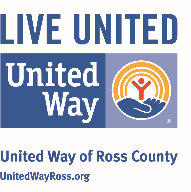 LIVE UNITED
United
Way
®
United Way of Ross County
UnitedWayRoss.org